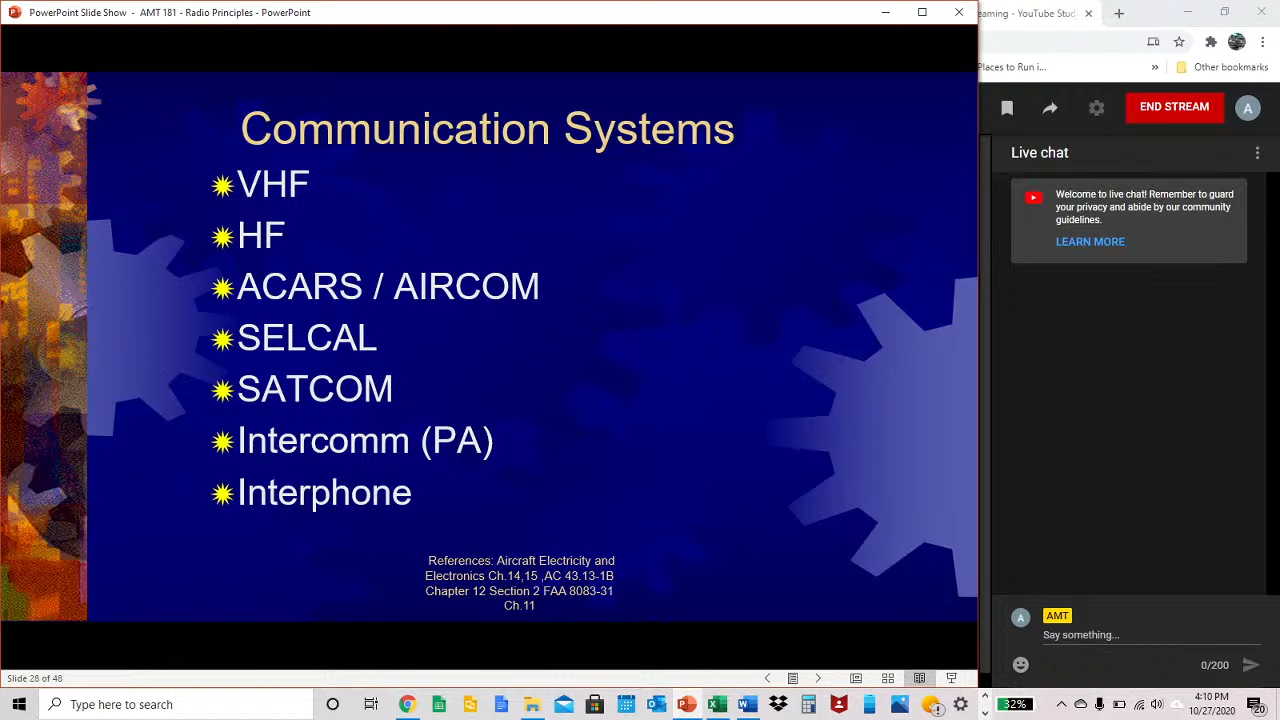 PowerPoint Slide Show - AMT 181 - Radio Principles - PowerPoint
eaming - YouTube Stud
Places to Run i...
Other bookmarks
END STREAM
A
Live chat
Welcome to live chat! Remember to guard
your privacy and abide by our community
guidelines.
LEARN MORE
Communication Systems
VHF
HF
ACARS / AIRCOM
SELCAL
SATCOM
Intercomm (PA)
Interphone
References: Aircraft Electricity and
Electronics Ch.14,15 ,AC 43.13-1B
Chapter 12 Section 2 FAA 8083-31
Ch.11
A
AMT
Say something...
0/200
Slide 28 of 48
Type here to search
32%
4:10 PM
10/27/2020
20